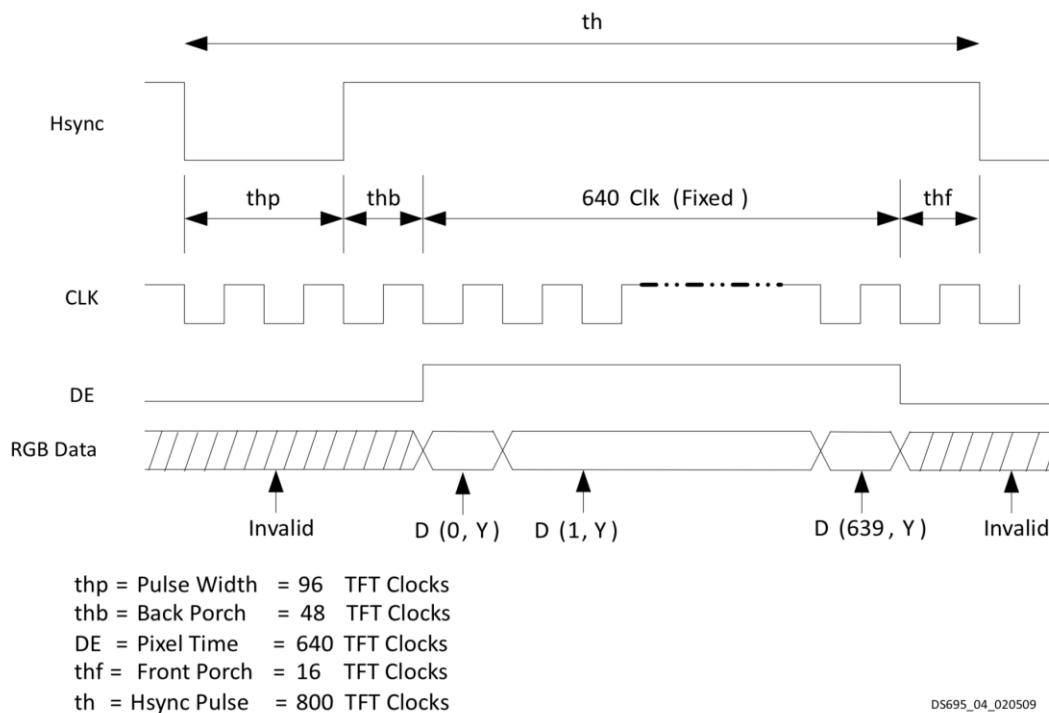 th
Hsync
thp thb 640 Clk (Fixed ) thf
CLK
DE
RGB Data
Invalid D (0, Y ) D (1, Y ) D (639, Y ) Invalid
thp = Pulse Width = 96 TFT Clocks
thb = Back Porch = 48 TFT Clocks
DE = Pixel Time = 640 TFT Clocks
thf = Front Porch = 16 TFT Clocks
th = Hsync Pulse = 800 TFT Clocks
DS695_04_020509